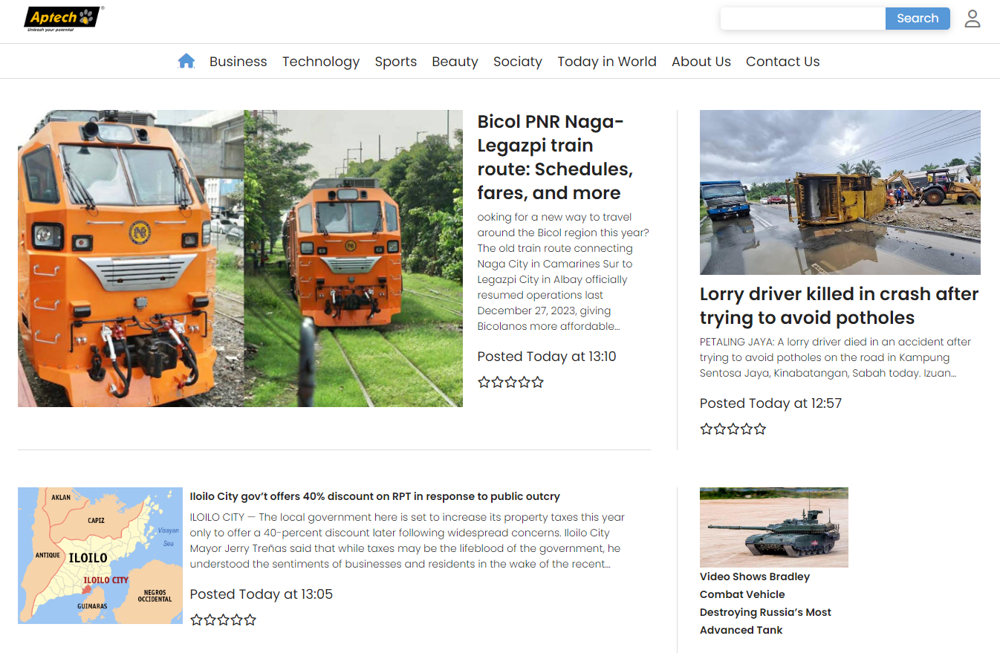 Aptech
Unleash your potential
Search
Business Technology Sports Beauty Sociaty Today in World About Us Contact Us
Bicol PNR Naga-
Legazpi train
route: Schedules,
fares, and more
ooking for a new way to travel
around the Bicol region this year?
The old train route connecting
Naga City in Camarines Sur to
Legazpi City in Albay officially
resumed operations last
December 27, 2023, giving
Bicolanos more affordable...
Posted Today at 13:10
Lorry driver killed in crash after
trying to avoid potholes
PETALING JAYA: A lorry driver died in an accident after
trying to avoid potholes on the road in Kampung
Sentosa Jaya, Kinabatangan, Sabah today. Izuan...
Posted Today at 12:57
AKLAN
CAPIZ
Visayan
Sea
ANTIQUE
ILOILO
ILOILO CITY
NEGROS
OCCIDENTAL
GUIMARAS
Iloilo City gov’t offers 40% discount on RPT in response to public outcry
ILOILO CITY — The local government here is set to increase its property taxes this year
only to offer a 40-percent discount later following widespread concerns. Iloilo City
Mayor Jerry Treñas said that while taxes may be the lifeblood of the government, he
understood the sentiments of businesses and residents in the wake of the recent...
Posted Today at 13:05
Video Shows Bradley
Combat Vehicle
Destroying Russia’s Most
Advanced Tank